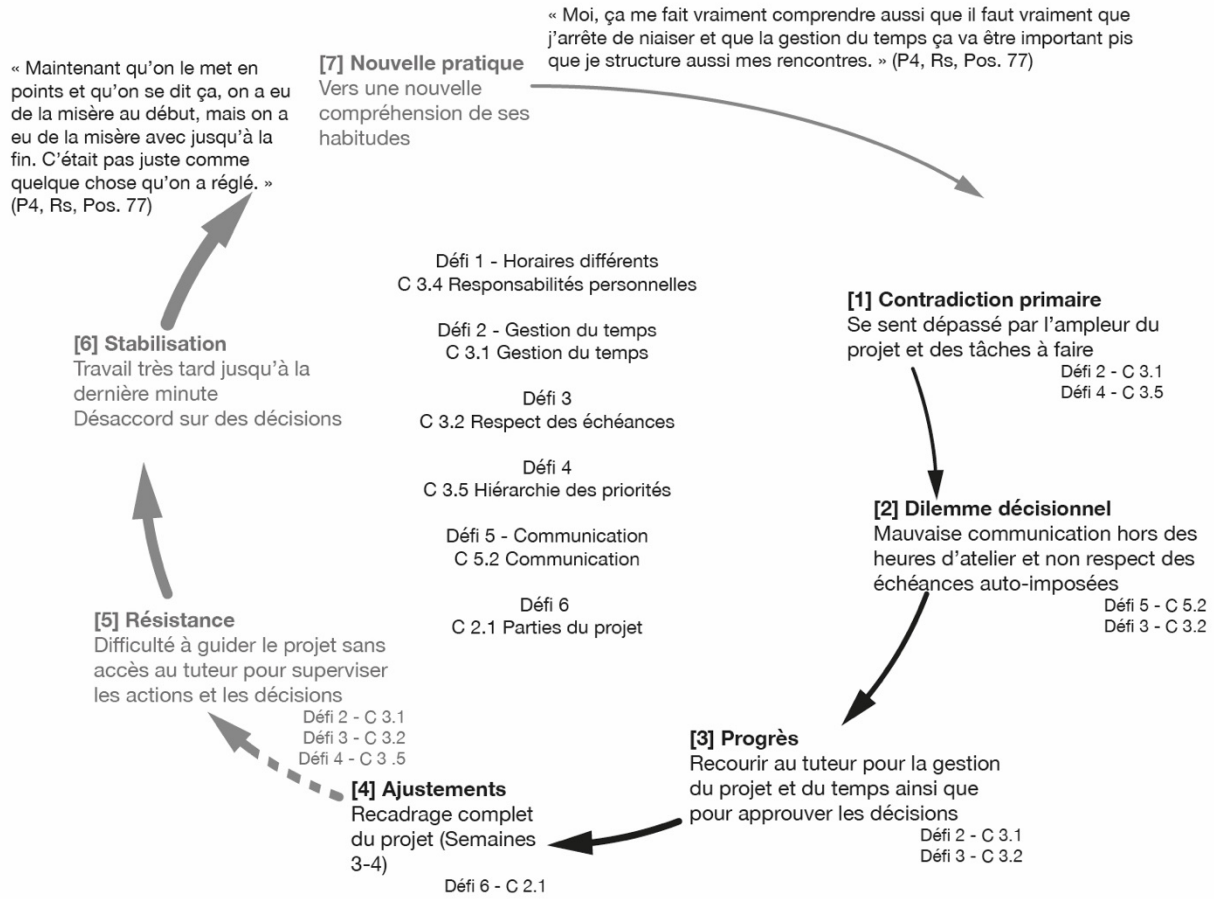 « Moi, ça me fait vraiment comprendre aussi que il faut vraiment que
j’arrête de niaiser et que la gestion du temps ça va être important pis
que je structure aussi mes rencontres. » (P4, Rs, Pos. 77)
« Maintenant qu’on le met en
points et qu’on se dit ça, on a eu
de la misère au début, mais on a
eu de la misère avec jusqu’à la
fin. C’était pas juste comme
quelque chose qu’on a réglé. »
(P4, Rs, Pos. 77)
[7] Nouvelle pratique
Vers une nouvelle
compréhension de ses
habitudes
Défi 1 - Horaires différents
C 3.4 Responsabilités personnelles
Défi 2 - Gestion du temps
C 3.1 Gestion du temps
Défi 3
C 3.2 Respect des échéances
Défi 4
C 3.5 Hiérarchie des priorités
Défi 5 - Communication
C 5.2 Communication
Défi 6
C 2.1 Parties du projet
[1] Contradiction primaire
Se sent dépassé par l’ampleur du
projet et des tâches à faire
Défi 2 - C 3.1
Défi 4 - C 3.5
[2] Dilemme décisionnel
Mauvaise communication hors des
heures d’atelier et non respect des
échéances auto-imposées
Défi 5 - C 5.2
Défi 3 - C 3.2
[3] Progrès
Recourir au tuteur pour la gestion
du projet et du temps ainsi que
pour approuver les décisions
Défi 2 - C 3.1
Défi 3 - C 3.2
[4] Ajustements
Recadrage complet
du projet (Semaines
3-4)
Défi 6 - C 2.1
[5] Résistance
Difficulté à guider le projet sans
accès au tuteur pour superviser
les actions et les décisions
Défi 2 - C 3.1
Défi 3 - C 3.2
Défi 4 - C 3 .5
[6] Stabilisation
Travail très tard jusqu’à la
dernière minute
Désaccord sur des décisions